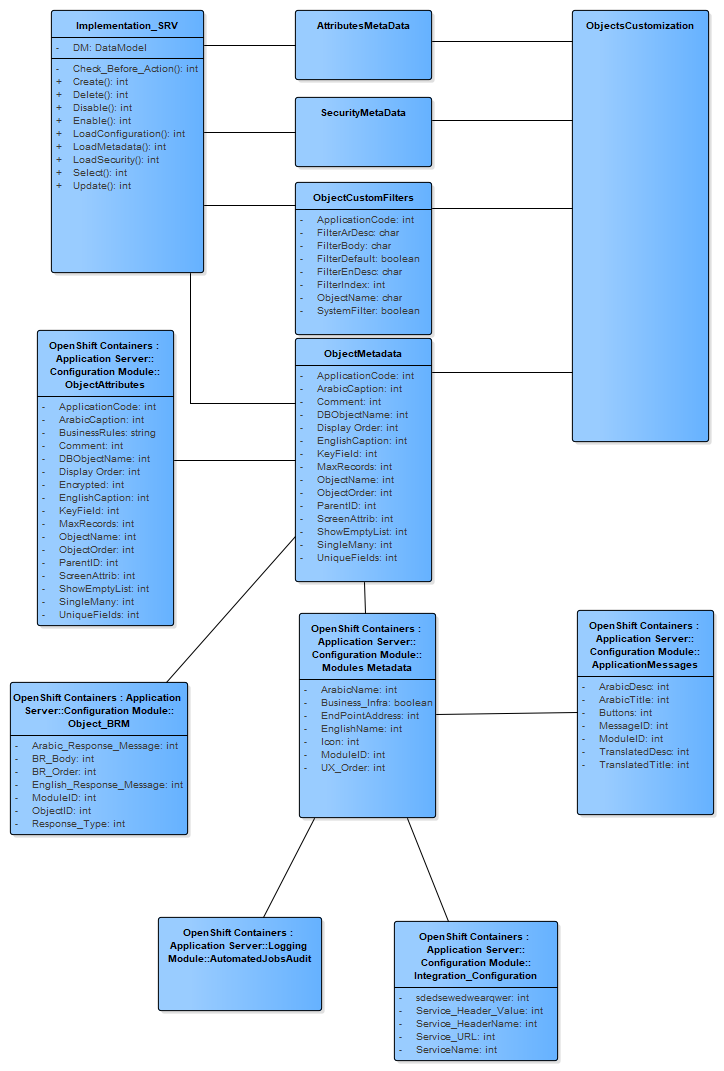 Implementation_SRV
- DM: DataModel
- Check_Before_Action(): int
+ Create(): int
+ Delete(): int
+ Disable(): int
+ Enable(): int
+ LoadConfiguration(): int
+ LoadMetadata(): int
+ LoadSecurity(): int
+ Select(): int
+ Update(): int
AttributesMetaData
ObjectsCustomization
SecurityMetaData
ObjectCustomFilters
- ApplicationCode: int
- FilterArDesc: char
- FilterBody: char
- FilterDefault: boolean
- FilterEnDesc: char
- FilterIndex: int
- ObjectName: char
- SystemFilter: boolean
OpenShift Containers :
Application Server::
Configuration Module::
ObjectAttributes
- ApplicationCode: int
- ArabicCaption: int
- BusinessRules: string
- Comment: int
- DBObjectName: int
- Display Order: int
- Encrypted: int
- EnglishCaption: int
- KeyField: int
- MaxRecords: int
- ObjectName: int
- ObjectOrder: int
- ParentID: int
- ScreenAttrib: int
- ShowEmptyList: int
- SingleMany: int
- UniqueFields: int
ObjectMetadata
- ApplicationCode: int
- ArabicCaption: int
- Comment: int
- DBObjectName: int
- Display Order: int
- EnglishCaption: int
- KeyField: int
- MaxRecords: int
- ObjectName: int
- ObjectOrder: int
- ParentID: int
- ScreenAttrib: int
- ShowEmptyList: int
- SingleMany: int
- UniqueFields: int
OpenShift Containers :
Application Server::
Configuration Module::
Modules Metadata
- ArabicName: int
- Business_Infra: boolean
- EndPointAddress: int
- EnglishName: int
- Icon: int
- ModuleID: int
- UX_Order: int
OpenShift Containers :
Application Server::
Configuration Module::
ApplicationMessages
- ArabicDesc: int
- ArabicTitle: int
- Buttons: int
- MessageID: int
- ModuleID: int
- TranslatedDesc: int
- TranslatedTitle: int
OpenShift Containers : Application
Server::Configuration Module::
Object_BRM
- Arabic_Response_Message: int
- BR_Body: int
- BR_Order: int
- English_Response_Message: int
- ModuleID: int
- ObjectID: int
- Response_Type: int
OpenShift Containers :
Application Server::Logging
Module::AutomatedJobsAudit
OpenShift Containers :
Application Server::
Configuration Module::
Integration_Configuration
- sdedsewedwearqwer: int
- Service_Header_Value: int
- Service_HeaderName: int
- Service_URL: int
- ServiceName: int